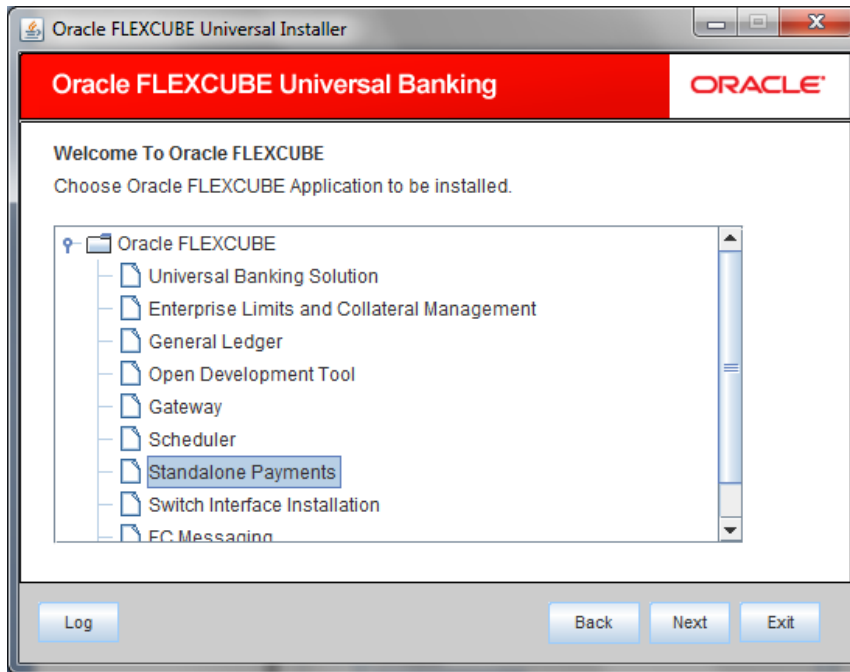 Oracle FLEXCUBE Universal Installer
Oracle FLEXCUBE Universal Banking
ORACLE
Welcome To Oracle FLEXCUBE
Choose Oracle FLEXCUBE Application to be installed.
Oracle FLEXCUBE
Universal Banking Solution
Enterprise Limits and Collateral Management
General Ledger
Open Development Tool
Gateway
Scheduler
Standalone Payments
Switch Interface Installation
FC Messaging
Log Back Next Exit